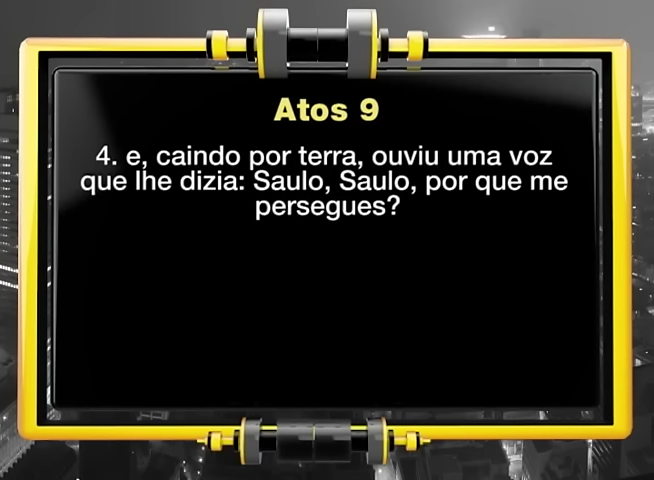 Atos 9
4. e, caindo por terra, ouviu uma voz
que lhe dizia: Saulo, Saulo, por que me
persegues?